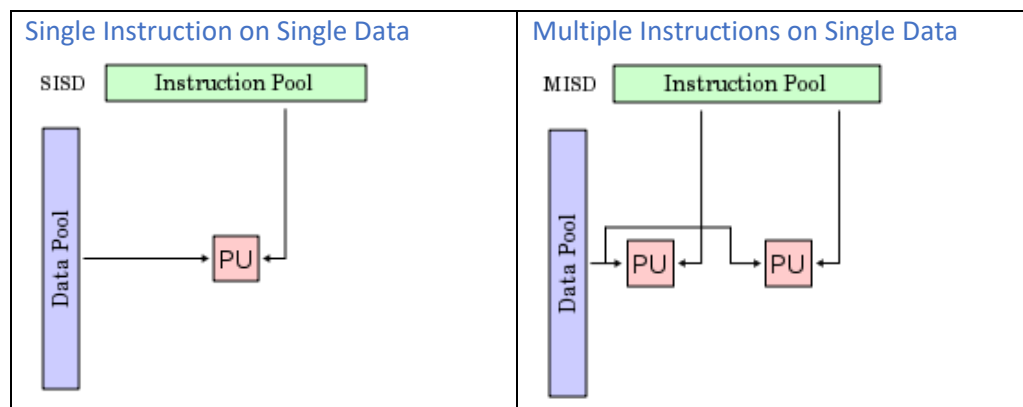 Single Instruction on Single Data
SISD
Instruction Pool
Data Pool
PU
Multiple Instructions on Single Data
MISD
Instruction Pool
Data Pool
PU
PU